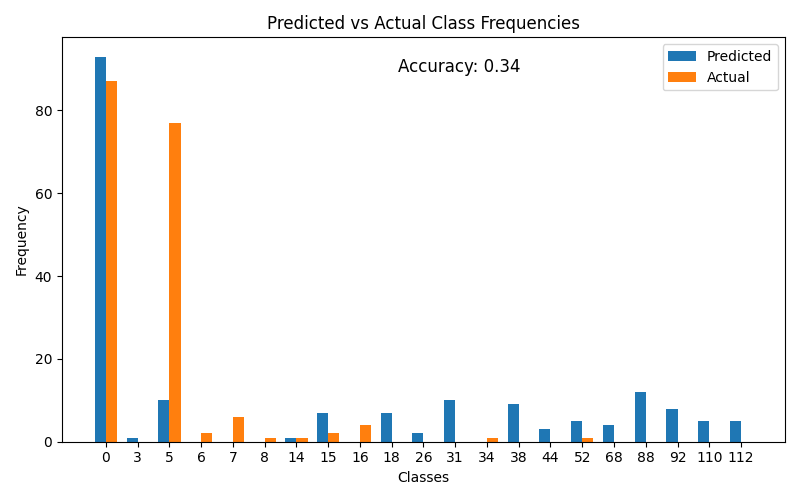 Predicted vs Actual Class Frequencies
Accuracy: 0.34
Predicted
Actual
Frequency
80
60
40
20
0
0 3 5 6 7 8 14 15 16 18 26 31 34 38 44 52 68 88 92 110 112
Classes